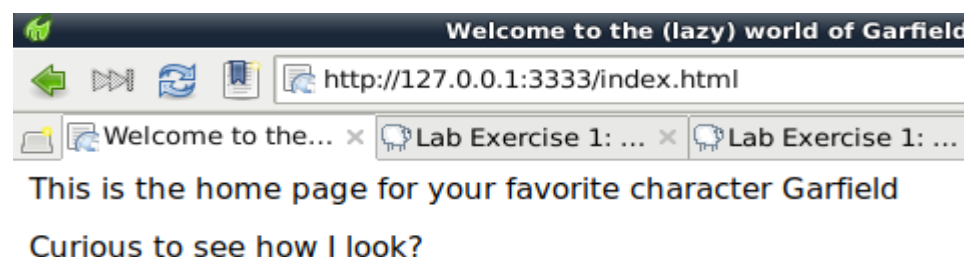 Welcome to the (lazy) world of Garfield
http://127.0.0.1:3333/index.html
Welcome to the... × Lab Exercise 1: ... × Lab Exercise 1: ...
This is the home page for your favorite character Garfield
Curious to see how I look?